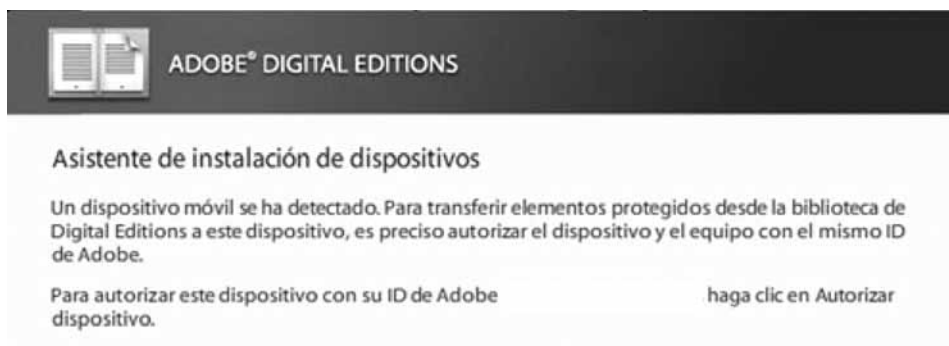 ADOBE® DIGITAL EDITIONS
Asistente de instalación de dispositivos
Un dispositivo móvil se ha detectado. Para transferir elementos protegidos desde la biblioteca de
Digital Editions a este dispositivo, es preciso autorizar el dispositivo y el equipo con el mismo ID
de Adobe.
Para autorizar este dispositivo con su ID de Adobe haga clic en Autorizar
dispositivo.